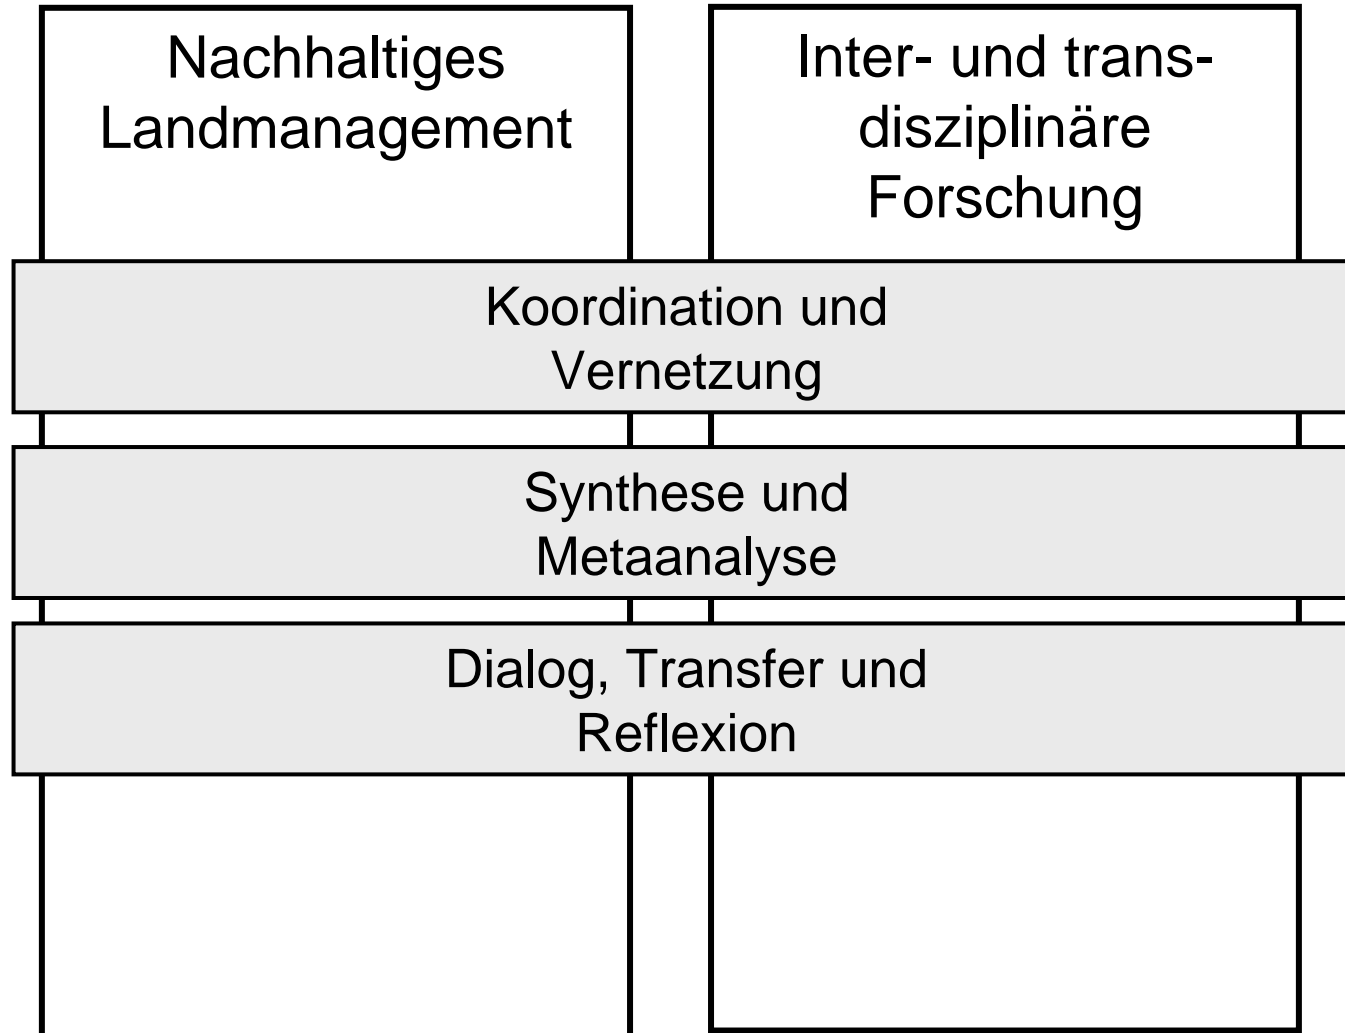 Nachhaltiges
Landmanagement
Inter- und trans-
disziplinäre
Forschung
Koordination und
Vernetzung
Synthese und
Metaanalyse
Dialog, Transfer und
Reflexion